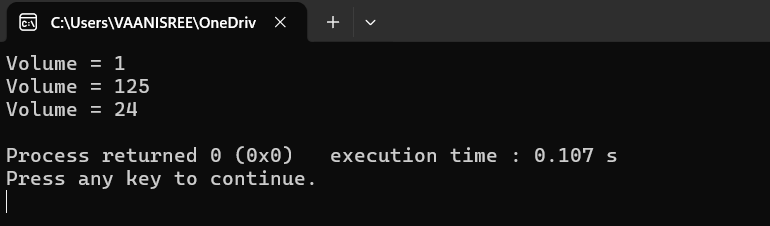 C:\Users\VAANISREE\OneDriv
Volume = 1
Volume = 125
Volume = 24
Process returned 0 (0x0)   execution time : 0.107 s
Press any key to continue.